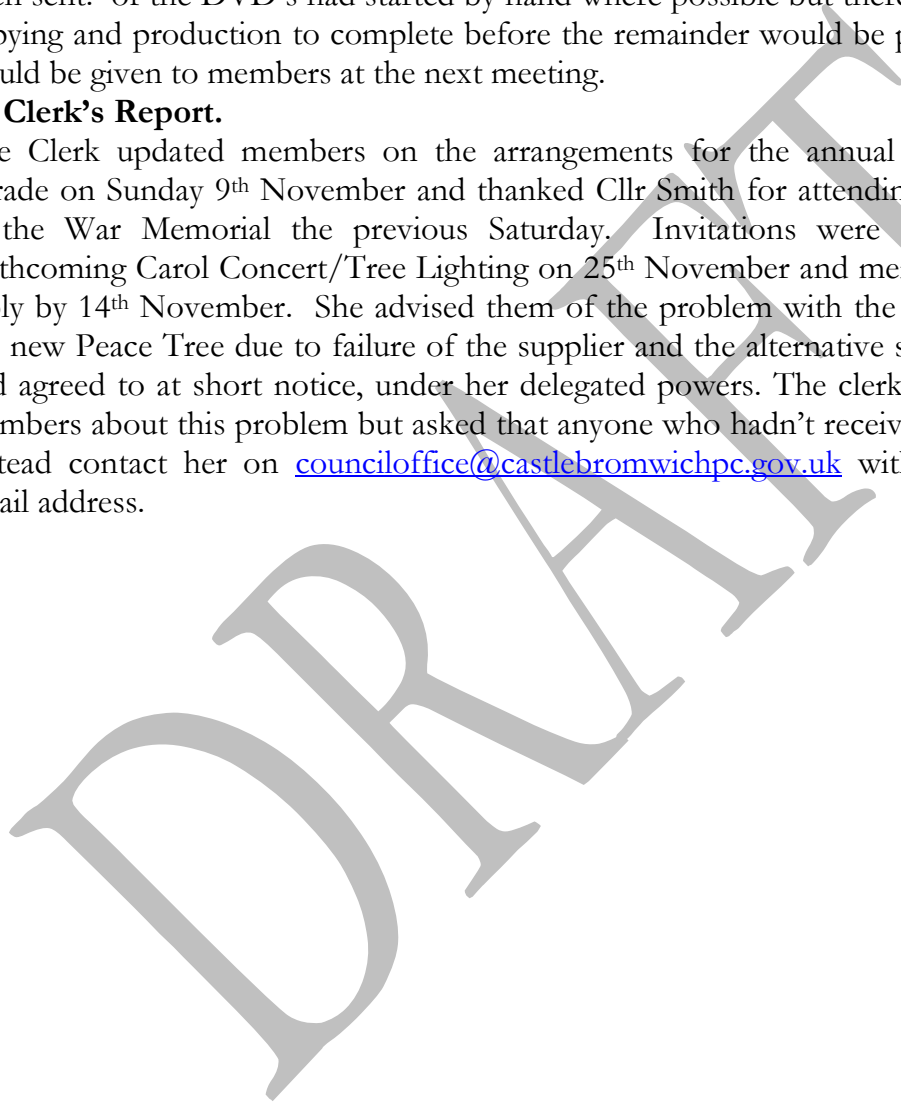 en sent. of the DVD's had started by hand where possible but there
pying and production to complete before the remainder would be p
uld be given to members at the next meeting.
Clerk's Report.
e Clerk updated members on the arrangements for the annual
rade on Sunday 9th November and thanked Cllr Smith for attendin
the War Memorial the previous Saturday. Invitations were
rthcoming Carol Concert/Tree Lighting on 25th November and me
ply by 14th November. She advised them of the problem with the
new Peace Tree due to failure of the supplier and the alternative s
d agreed to at short notice, under her delegated powers. The clerk
mbers about this problem but asked that anyone who hadn't receiv
tead contact her on counciloffice@castlebromwichpc.gov.uk with
ail address.
DRAFT